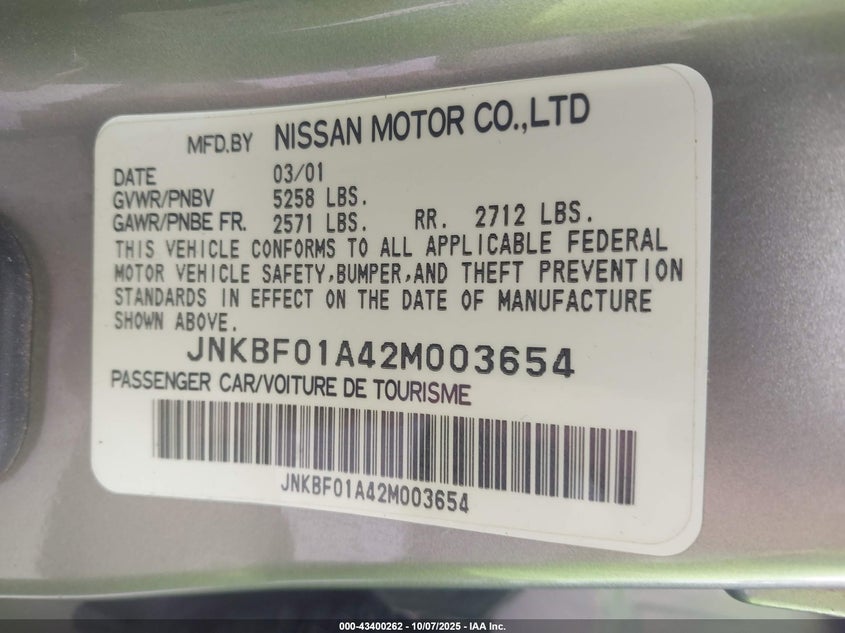 MFD.BY NISSAN MOTOR CO.,LTD
DATE 03/01
GVWR/PNBV 5258 LBS.
GAWR/PNBE FR. 2571 LBS. RR. 2712 LBS.
THIS VEHICLE CONFORMS TO ALL APPLICABLE FEDERAL
MOTOR VEHICLE SAFETY,BUMPER,AND THEFT PREVENTION
STANDARDS IN EFFECT ON THE DATE OF MANUFACTURE
SHOWN ABOVE.
JNKBF01A42M003654
PASSENGER CAR/VOITURE DE TOURISME
JNKBF01A42M003654
000-43400262 - 10/07/2025 - IAA Inc.